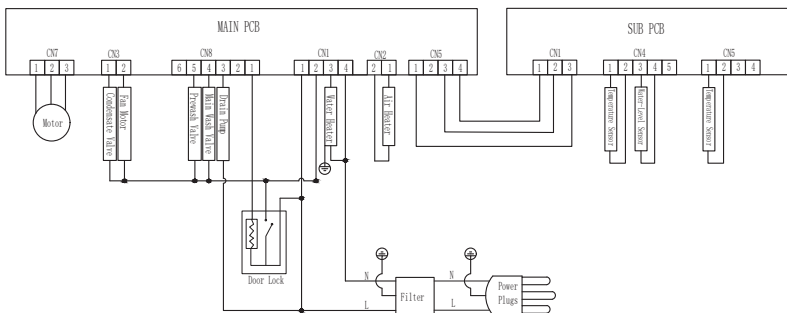 MAIN PCB
SUB PCB
CN7
CN3
CN8
CN1
CN2
CN5
CN1
CN4
CN5
1 2 3
1 2
6 5 4 3 2 1
1 2 3 4
2 1
1 2 3 4
1 2 3
1 2 3 4 5
1 2 3 4
Motor
Condensate Valve
Fan Motor
Prewash Valve
Main Wash Valve
Drain Pump
Water Heater
Air Heater
Temperature Sensor
Water-Level Sensor
Temperature Sensor
Door Lock
N
N
L
L
Filter
Power
Plugs